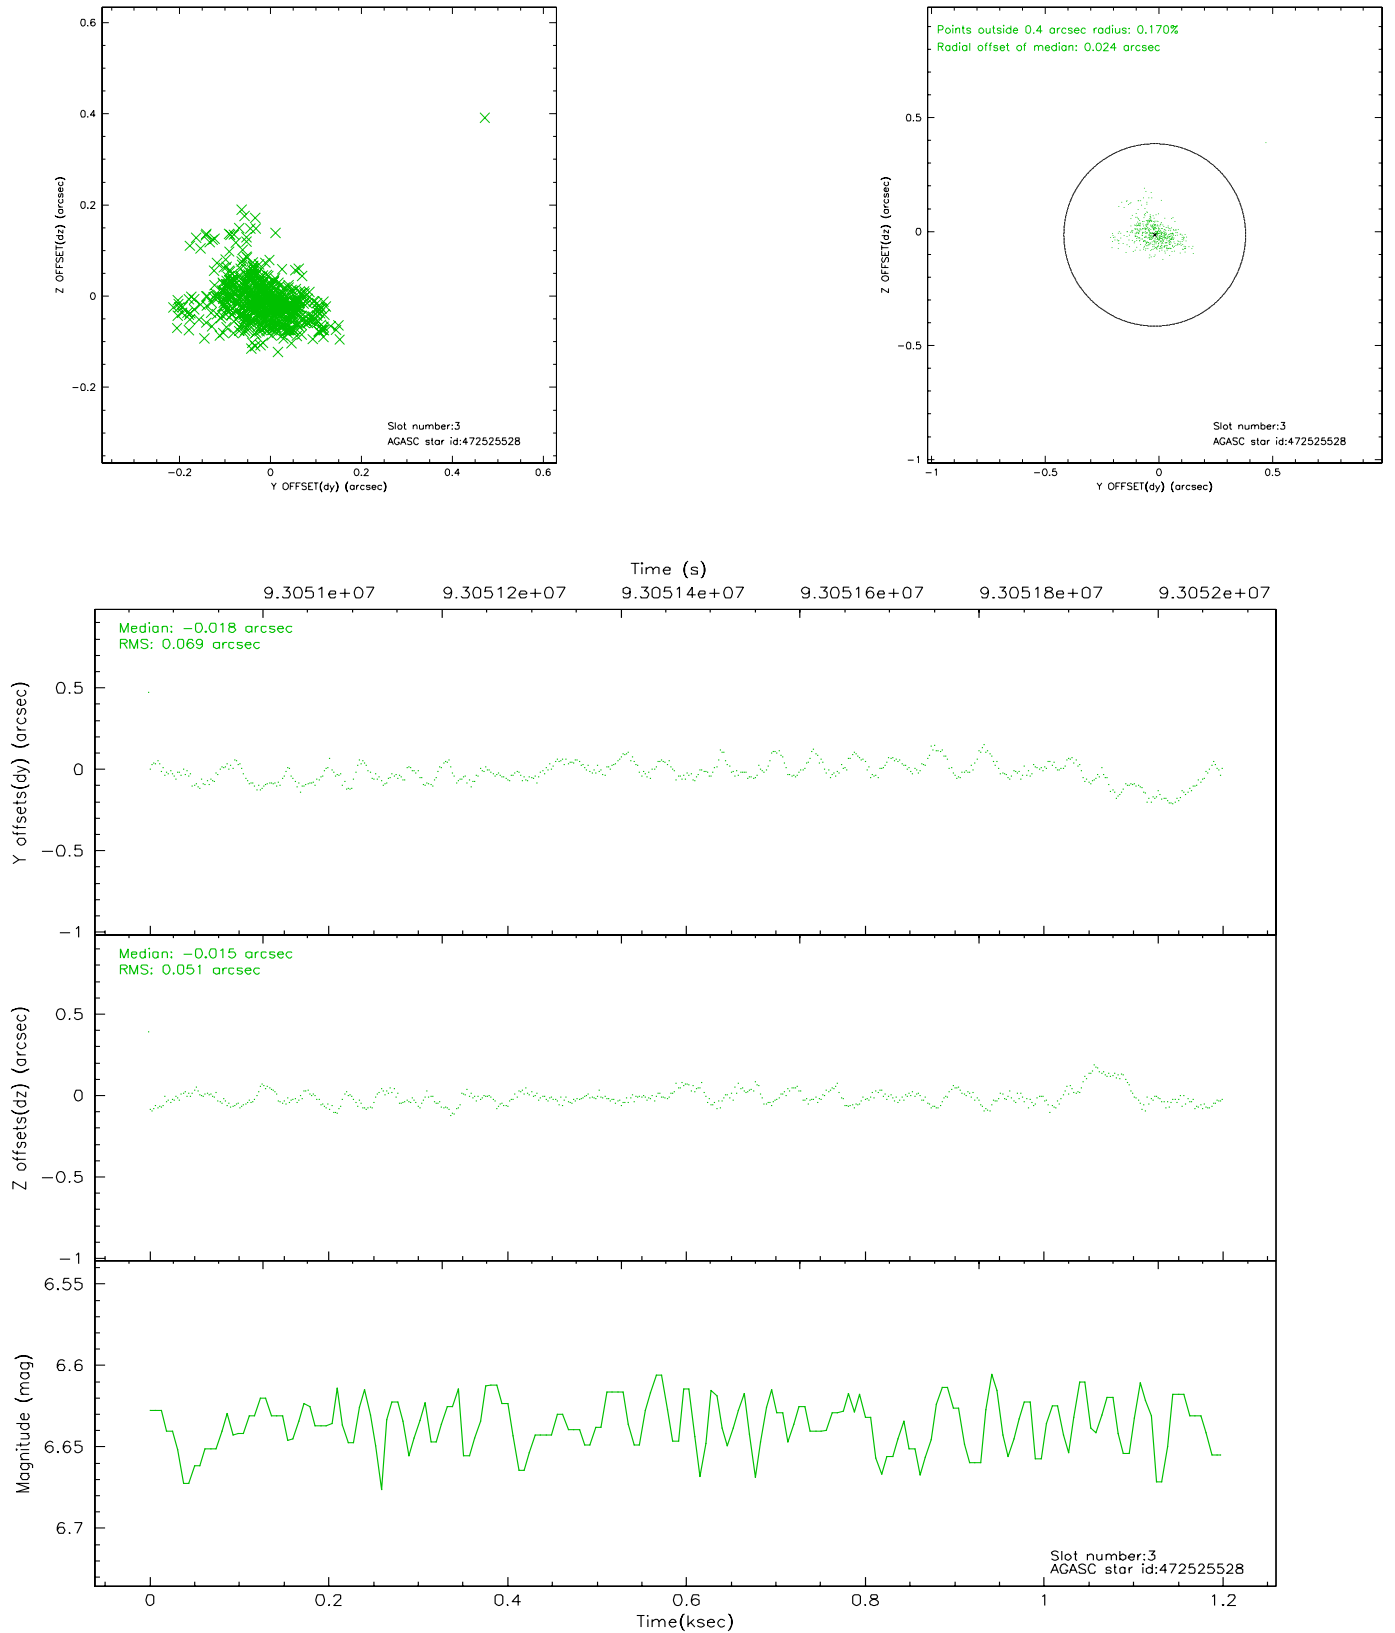 0.6
0.4
0.2
0
−0.2
Z OFFSET(dz) (arcsec)
Slot number:3
AGASC star id:472525528
−0.2 0 0.2 0.4 0.6
Y OFFSET(dy) (arcsec)
Points outside 0.4 arcsec radius: 0.170%
Radial offset of median: 0.024 arcsec
0.5
0
−0.5
−1
Z OFFSET(dz) (arcsec)
Slot number:3
AGASC star id:472525528
−1 −0.5 0 0.5
Y OFFSET(dy) (arcsec)
Time (s)
9.3051e+07 9.30512e+07 9.30514e+07 9.30516e+07 9.30518e+07 9.3052e+07
Median: −0.018 arcsec
RMS: 0.069 arcsec
0.5
0
−0.5
−1
Y offsets(dy) (arcsec)
Median: −0.015 arcsec
RMS: 0.051 arcsec
0.5
0
−0.5
−1
Z offsets(dz) (arcsec)
6.55
6.6
6.65
6.7
Magnitude (mag)
Slot number:3
AGASC star id:472525528
0 0.2 0.4 0.6 0.8 1 1.2
Time(ksec)